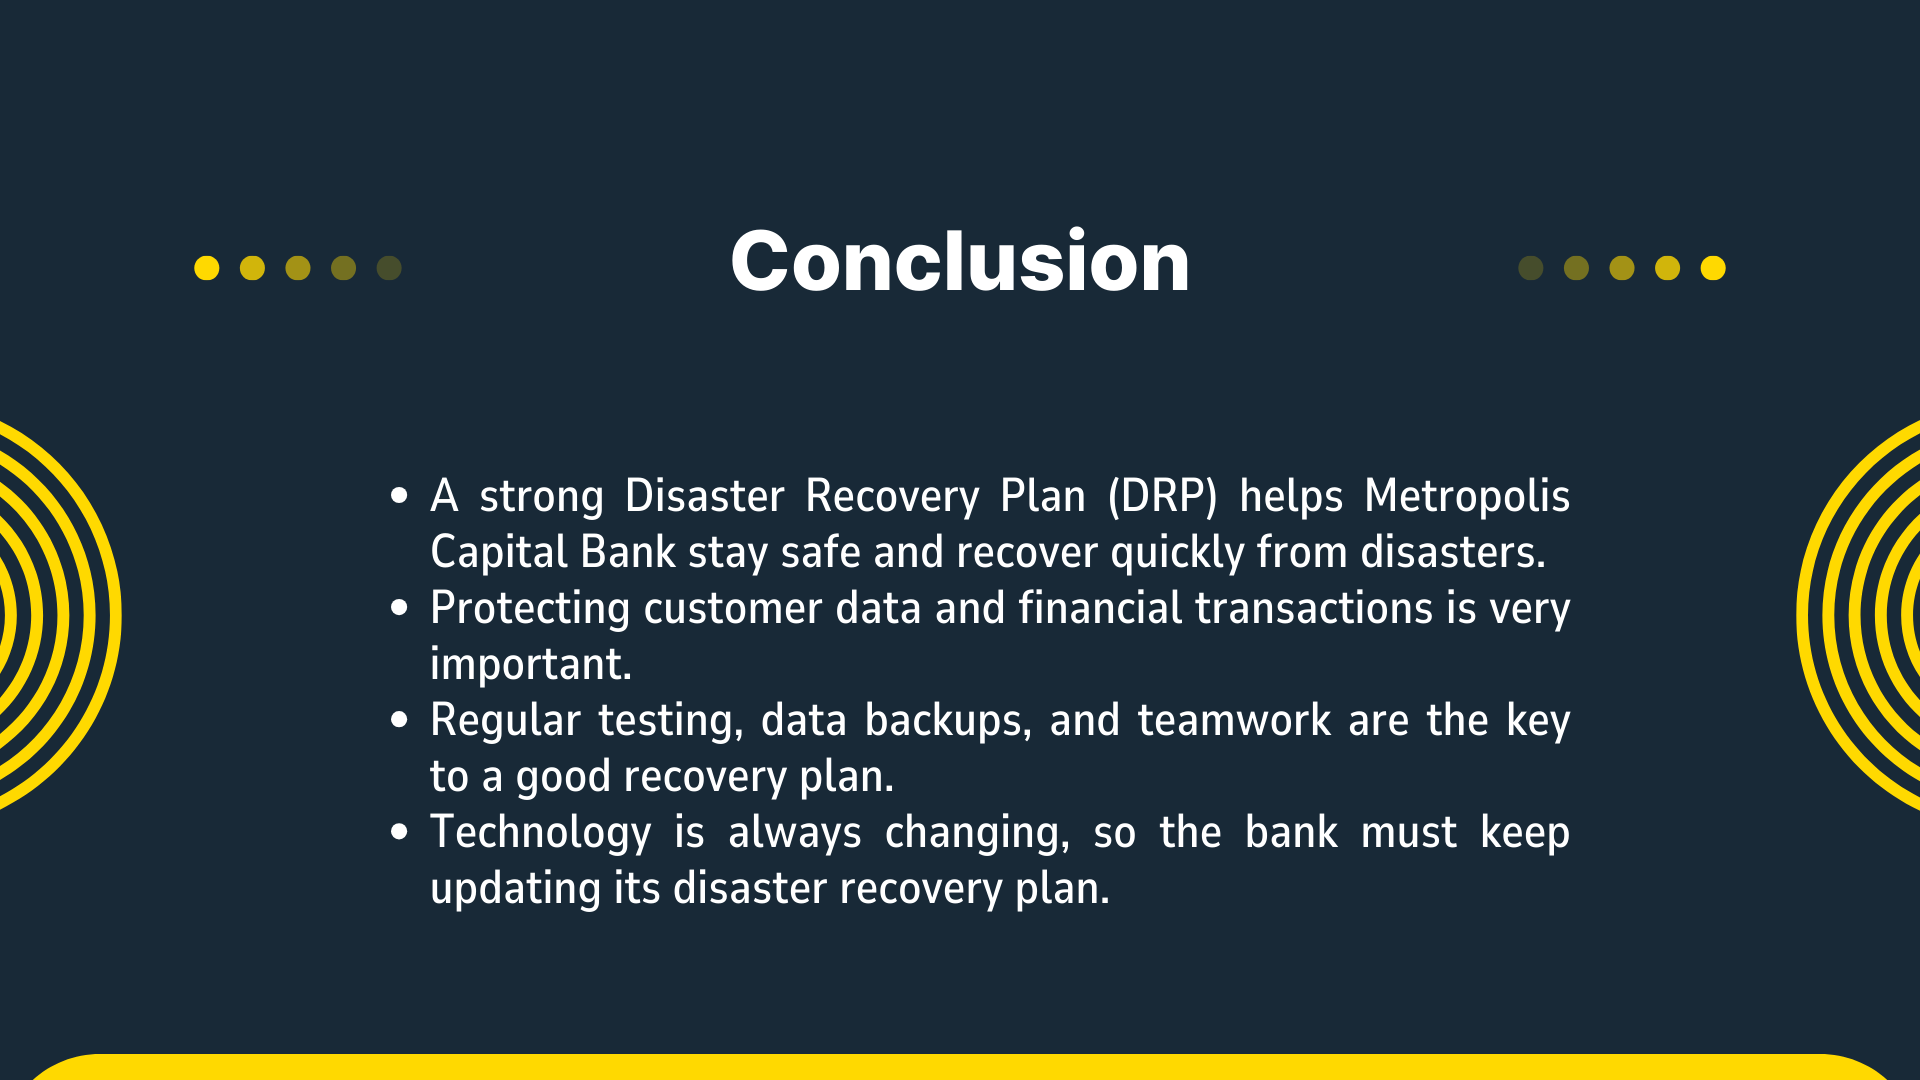 Conclusion
• A strong Disaster Recovery Plan (DRP) helps Metropolis
Capital Bank stay safe and recover quickly from disasters.
• Protecting customer data and financial transactions is very
important.
• Regular testing, data backups, and teamwork are the key
to a good recovery plan.
• Technology is always changing, so the bank must keep
updating its disaster recovery plan.